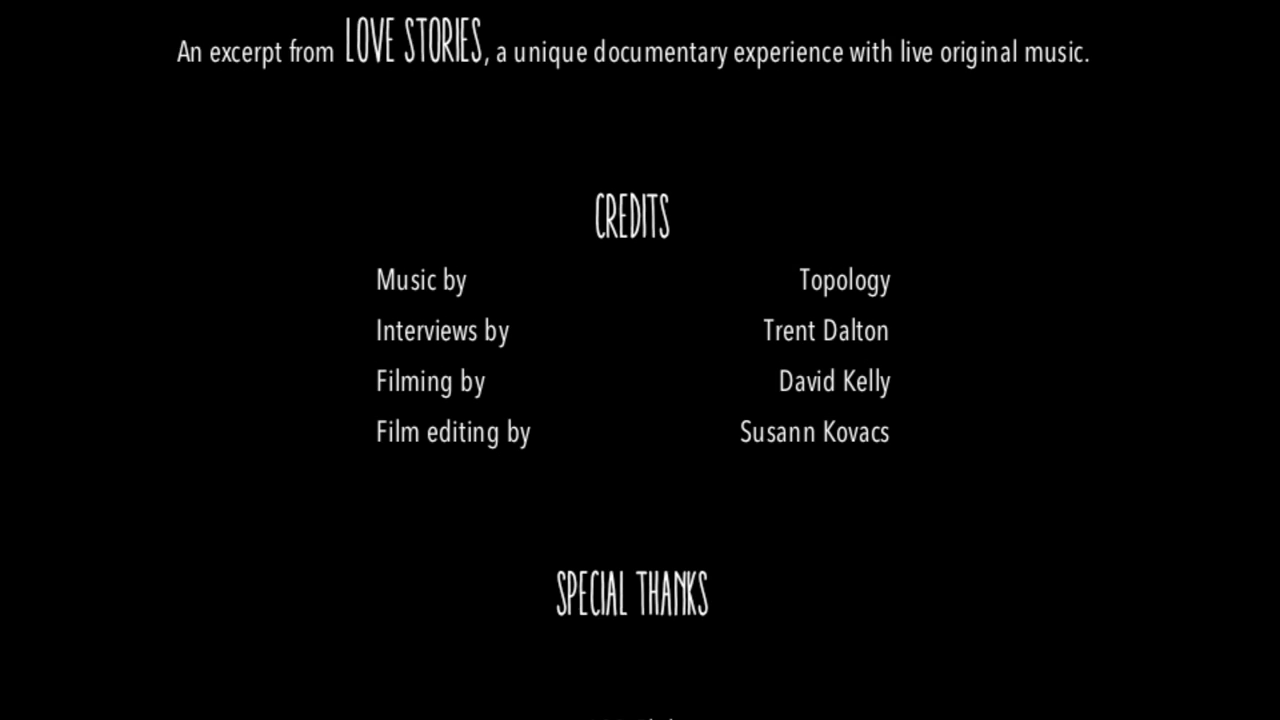 An excerpt from LOVE STORIES, a unique documentary experience with live original music.
CREDITS
Music by Topology
Interviews by Trent Dalton
Filming by David Kelly
Film editing by Susann Kovacs
SPECIAL THANKS